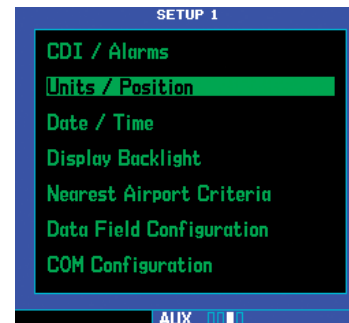 SETUP 1
CDI / Alarms
Units / Position
Date / Time
Display Backlight
Nearest Airport Criteria
Data Field Configuration
COM Configuration
AUX